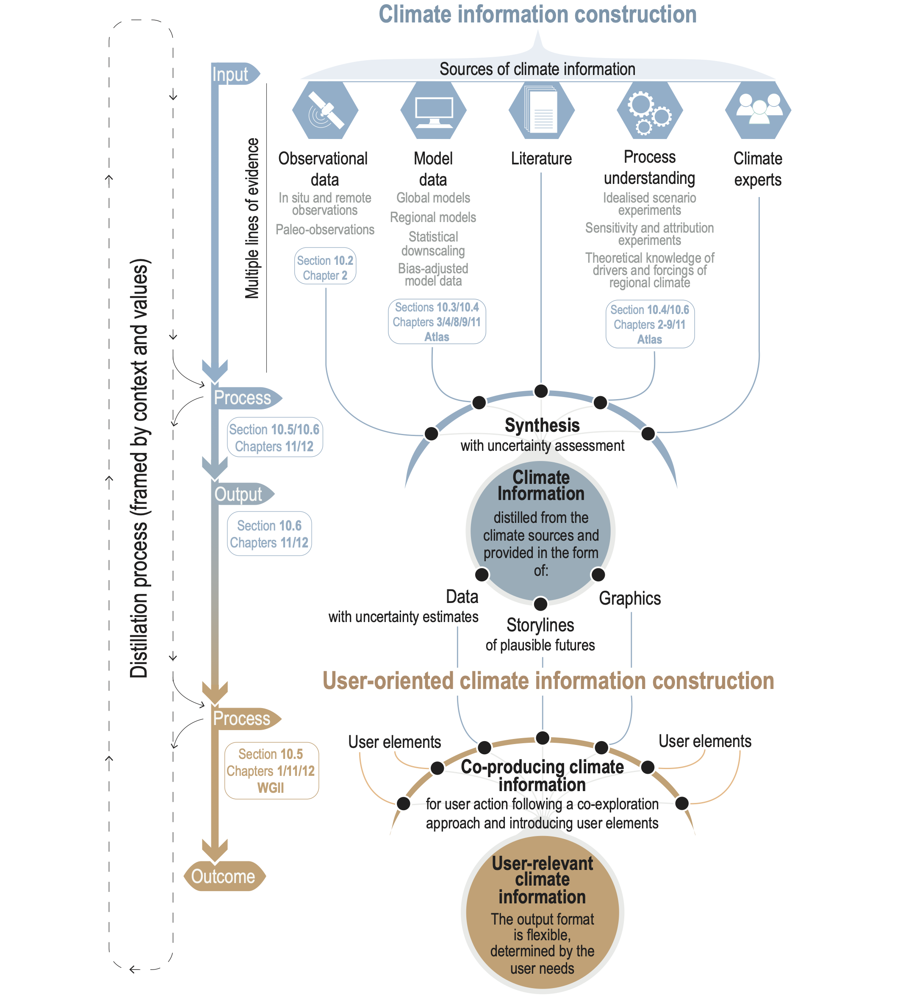 Climate information construction
Sources of climate information
Input
Multiple lines of evidence
Distillation process (framed by context and values)
Observational
data
In situ and remote
observations
Paleo-observations
Section 10.2
Chapter 2
Model
data
Global models
Regional models
Statistical
downscaling
Bias-adjusted
model data
Sections 10.3/10.4
Chapters 3/4/8/9/11
Atlas
Literature
Process
understanding
Idealised scenario
experiments
Sensitivity and attribution
experiments
Theoretical knowledge of
drivers and forcings of
regional climate
Section 10.4/10.6
Chapters 2-9/11
Atlas
Climate
experts
Process
Section 10.5/10.6
Chapters 11/12
Synthesis
with uncertainty assessment
Output
Section 10.6
Chapters 11/12
Climate
Information
distilled from the
climate sources and
provided in the form
of:
Data
with uncertainty estimates
Storylines
of plausible futures
Graphics
User-oriented climate information construction
Process
Section 10.5
Chapters 1/11/12
WGII
User elements
User elements
Co-producing climate
information
for user action following a co-exploration
approach and introducing user elements
Outcome
User-relevant
climate
information
The output format
is flexible,
determined by the
user needs